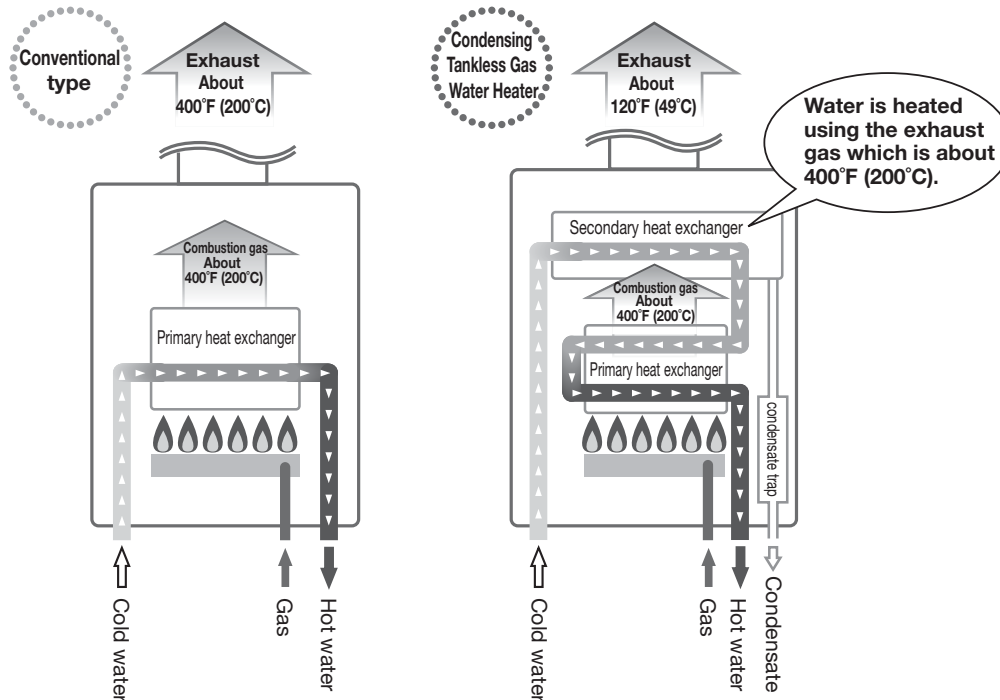 Conventional
type
Exhaust
About
400°F (200°C)
Combustion gas
About
400°F (200°C)
Primary heat exchanger
Cold water
Gas
Hot water
Condensing
Tankless Gas
Water Heater
Exhaust
About
120°F (49°C)
Water is heated
using the exhaust
gas which is about
400°F (200°C).
Secondary heat exchanger
Combustion gas
About
400°F (200°C)
Primary heat exchanger
condensate trap
Cold water
Gas
Hot water
Condensate